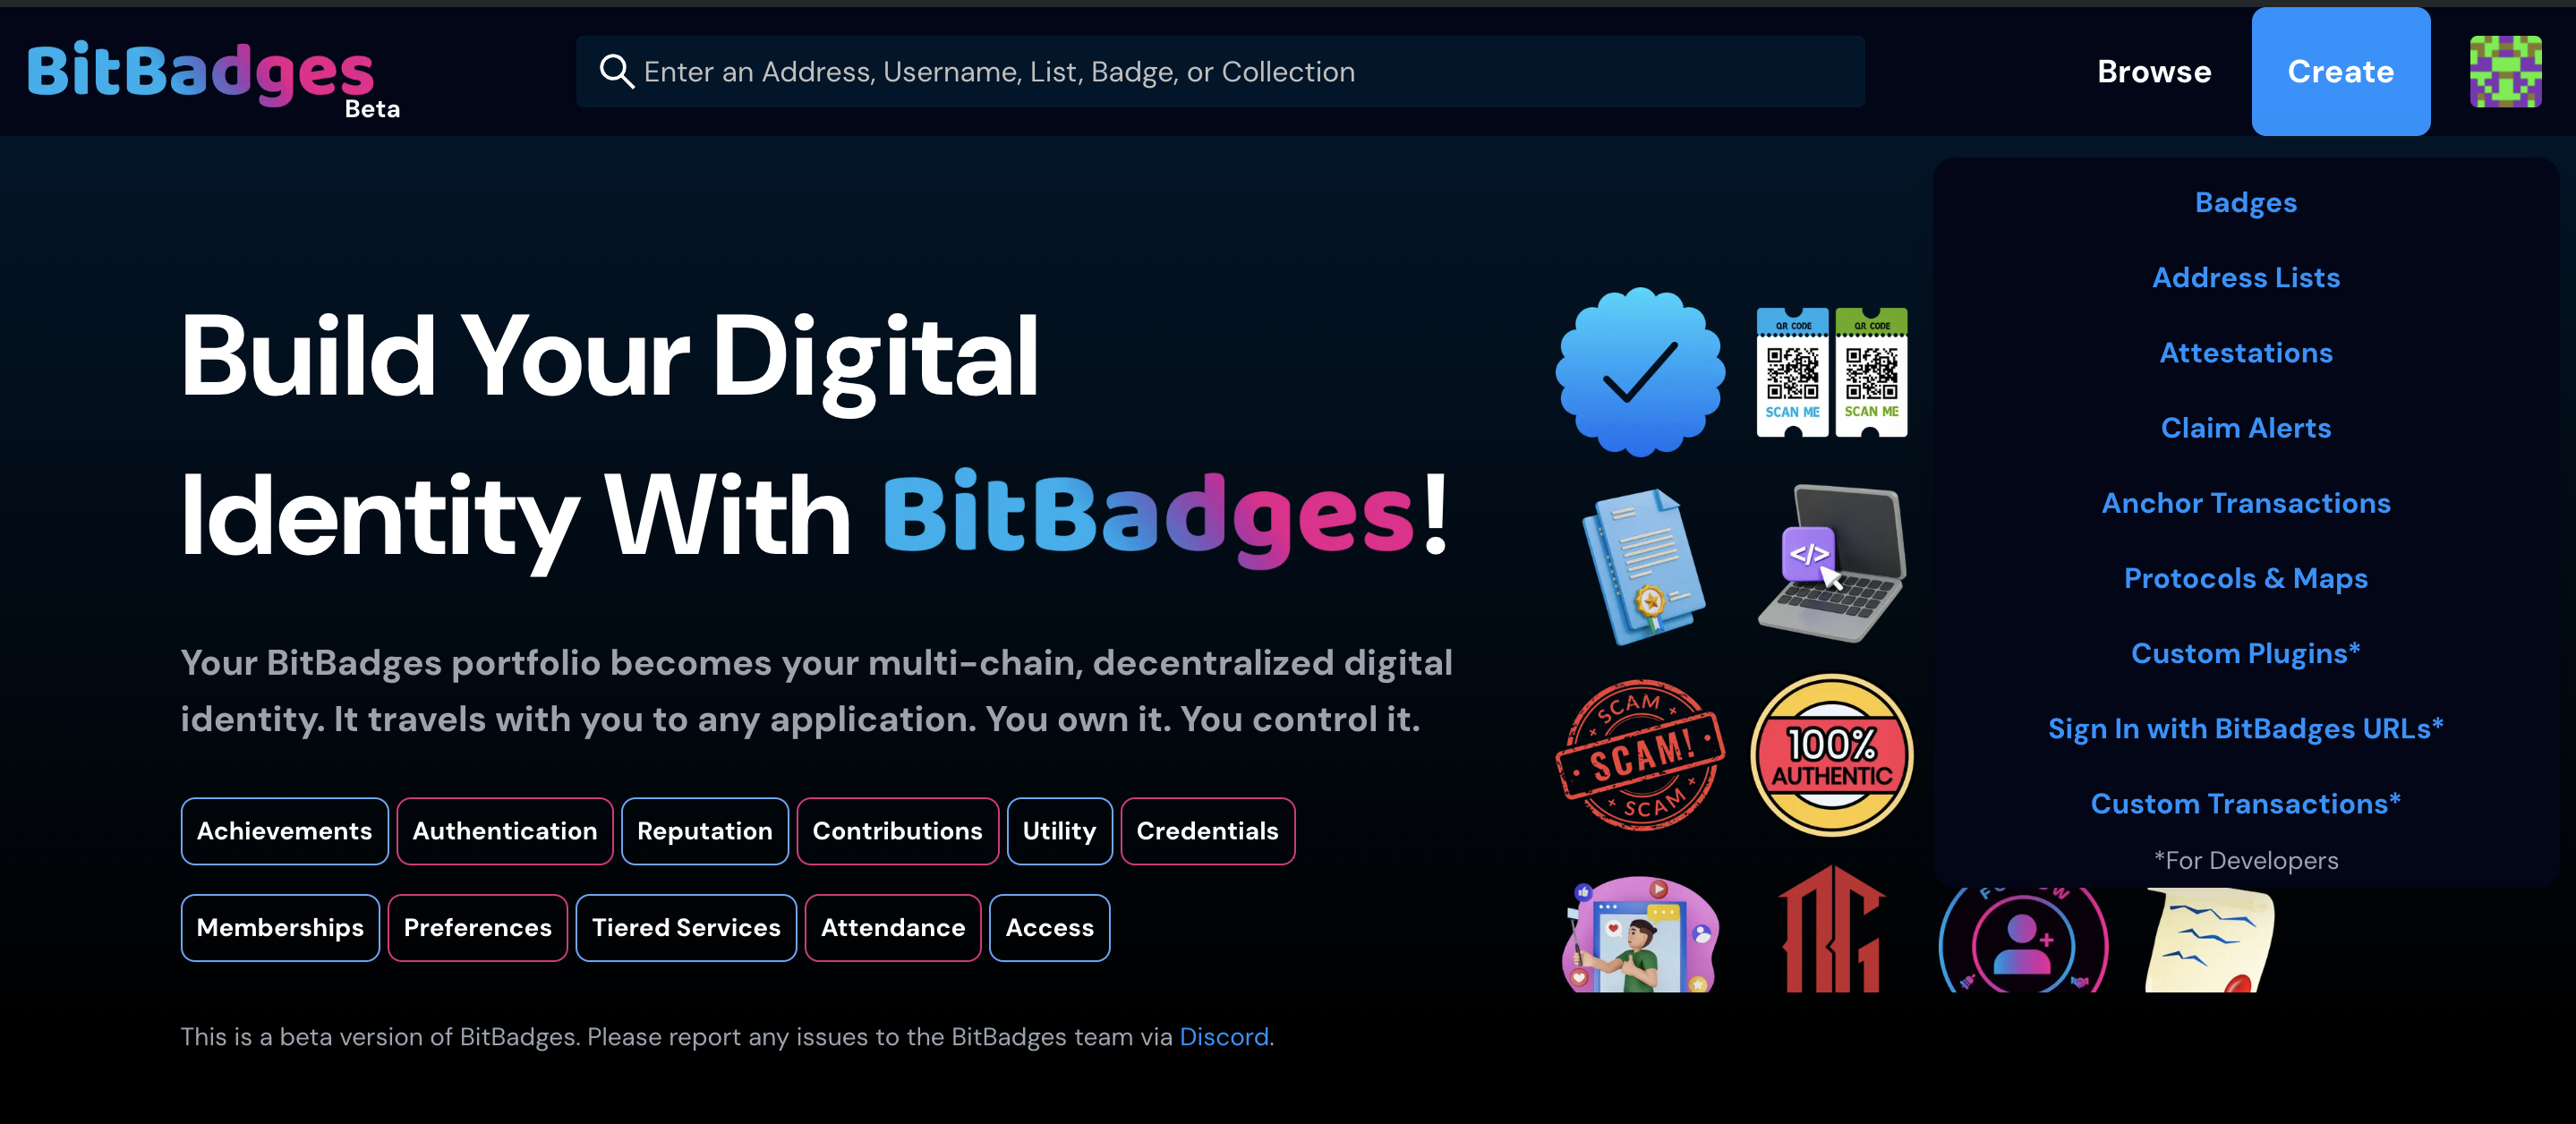 BitBadges
Beta
Enter an Address, Username, List, Badge, or Collection
Browse
Create
Badges
Address Lists
Attestations
Claim Alerts
Anchor Transactions
Protocols & Maps
Custom Plugins*
Sign In with BitBadges URLs*
Custom Transactions*
*For Developers
Build Your Digital
Identity With BitBadges!
Your BitBadges portfolio becomes your multi-chain, decentralized digital
identity. It travels with you to any application. You own it. You control it.
Achievements
Authentication
Reputation
Contributions
Utility
Credentials
Memberships
Preferences
Tiered Services
Attendance
Access
This is a beta version of BitBadges. Please report any issues to the BitBadges team via Discord.
QR CODE
SCAN ME
QR CODE
SCAN ME
</>
SCAM
SCAM!
SCAM
100%
AUTHENTIC